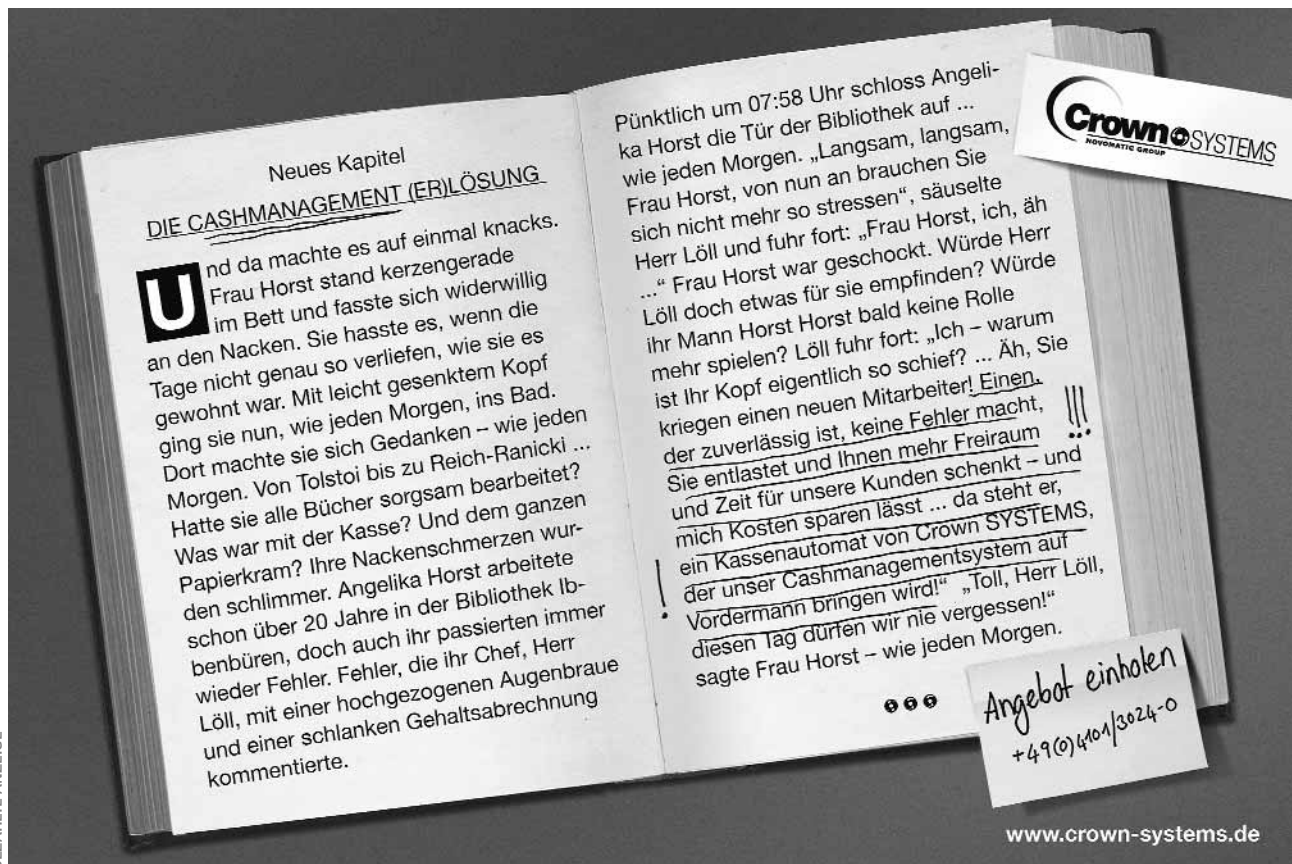 Neues Kapitel
DIE CASHMANAGEMENT (ER)LÖSUNG
Und da machte es auf einmal knacks.
Frau Horst stand kerzengerade
im Bett und fasste sich widerwillig
an den Nacken. Sie hasste es, wenn die
Tage nicht genau so verliefen, wie sie es
gewohnt war. Mit leicht gesenktem Kopf
ging sie nun, wie jeden Morgen, ins Bad.
Dort machte sie sich Gedanken – wie jeden
Morgen. Von Tolstoi bis zu Reich-Ranicki ...
Hatte sie alle Bücher sorgsam bearbeitet?
Was war mit der Kasse? Und dem ganzen
Papierkram? Ihre Nackenschmerzen wur-
den schlimmer. Angelika Horst arbeitete
schon über 20 Jahre in der Bibliothek Ib-
benbüren, doch auch ihr passierten immer
wieder Fehler. Fehler, die ihr Chef, Herr
Löll, mit einer hochgezogenen Augenbraue
und einer schlanken Gehaltsabrechnung
kommentierte.
Pünktlich um 07:58 Uhr schloss Angeli-
ka Horst die Tür der Bibliothek auf ...
wie jeden Morgen. „Langsam, langsam,
Frau Horst, von nun an brauchen Sie
sich nicht mehr so stressen“, säuselte
Herr Löll und fuhr fort: „Frau Horst, ich, äh
...“ Frau Horst war geschockt. Würde Herr
Löll doch etwas für sie empfinden? Würde
ihr Mann Horst Horst bald keine Rolle
mehr spielen? Löll fuhr fort: „Ich – warum
ist Ihr Kopf eigentlich so schief? ... Äh, Sie
kriegen einen neuen Mitarbeiter! Einen,
der zuverlässig ist, keine Fehler macht,
Sie entlastet und Ihnen mehr Freiraum
und Zeit für unsere Kunden schenkt – und
mich Kosten sparen lässt ... da steht er,
ein Kassenautomat von Crown SYSTEMS,
der unser Cashmanagementsystem auf
Vordermann bringen wird!“ „Toll, Herr Löll,
diesen Tag dürfen wir nie vergessen!“
sagte Frau Horst – wie jeden Morgen.
!!!
!
Crown SYSTEMS
NOVOMATIC GROUP
Angebot einholen
+49(0)4101/3024-0
www.crown-systems.de